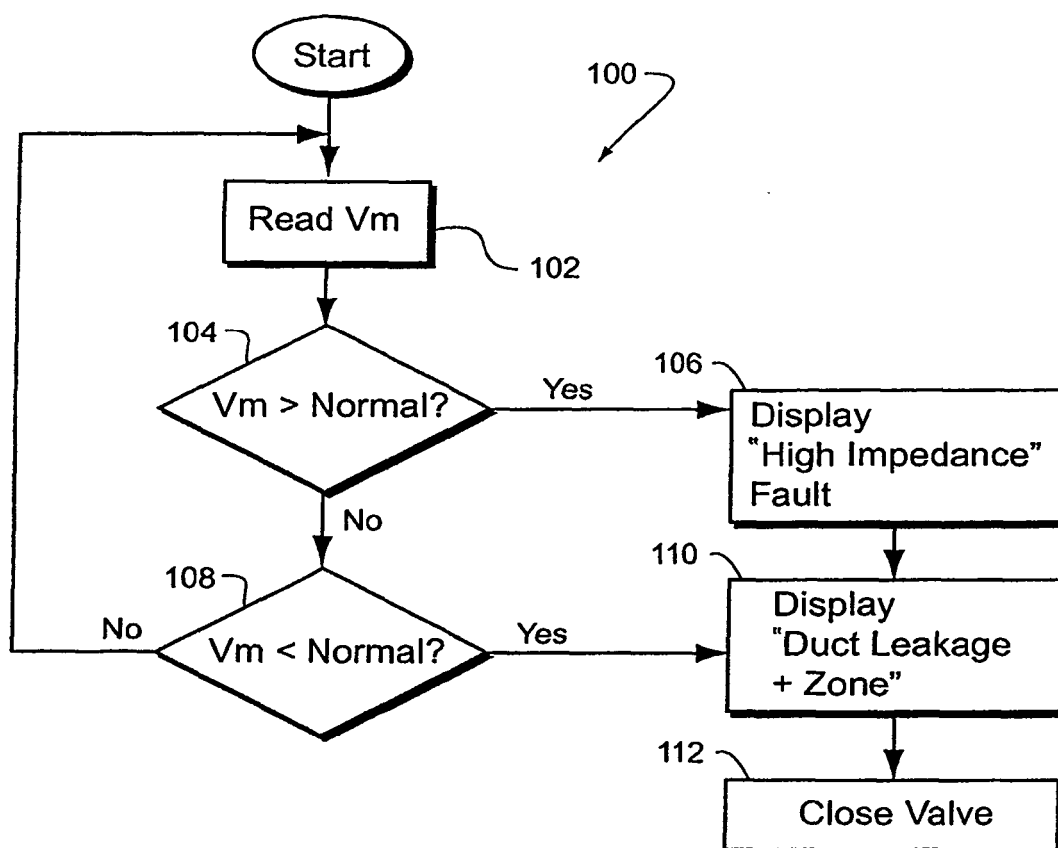 Start
100
Read Vm
102
104
Vm > Normal?
Yes
106
Display
"High Impedance"
Fault
No
108
Vm < Normal?
No
Yes
110
Display
"Duct Leakage
+ Zone"
112
Close Valve